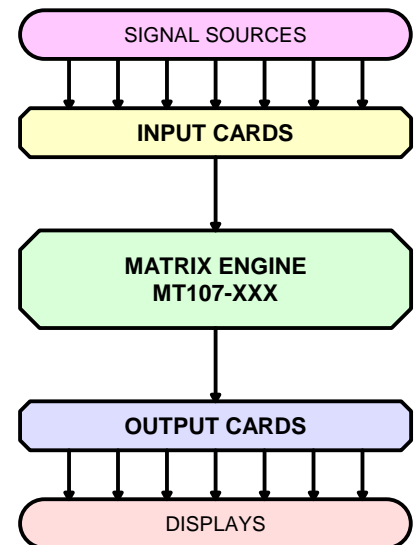 SIGNAL SOURCES
INPUT CARDS
MATRIX ENGINE
MT107-XXX
OUTPUT CARDS
DISPLAYS